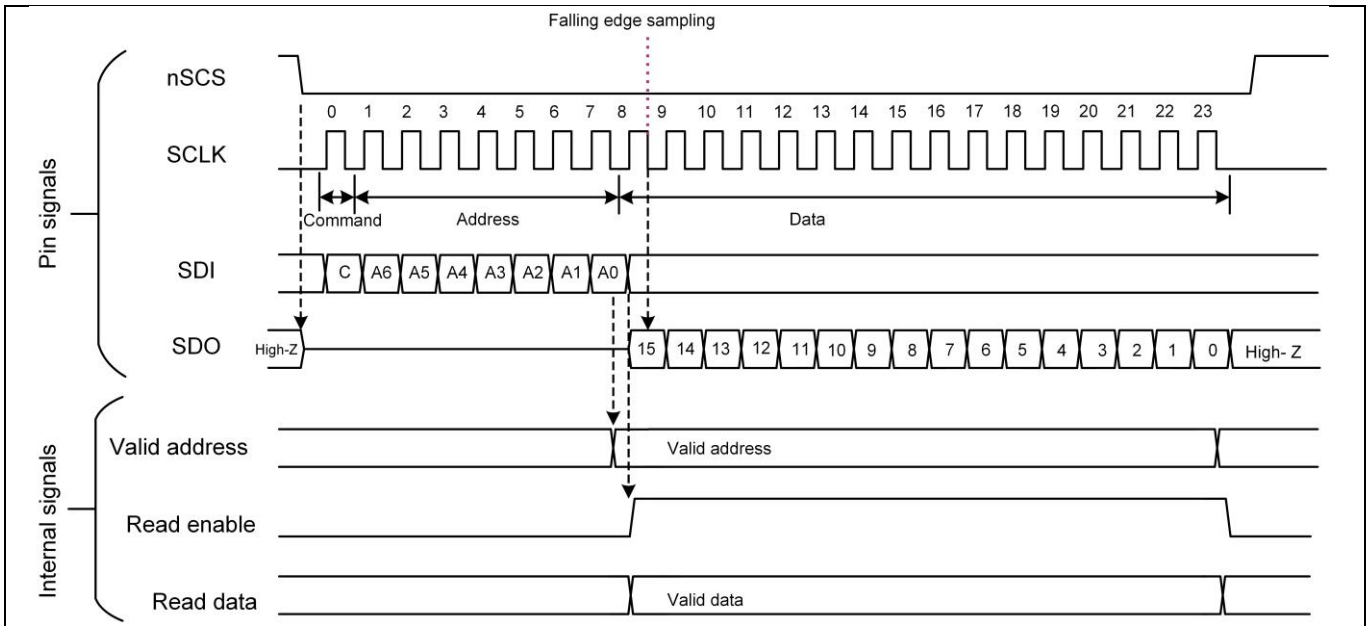 Falling edge sampling
Pin signals
nSCS
0 1 2 3 4 5 6 7 8 9 10 11 12 13 14 15 16 17 18 19 20 21 22 23
SCLK
Command Address Data
SDI C A6 A5 A4 A3 A2 A1 A0
SDO High-Z 15 14 13 12 11 10 9 8 7 6 5 4 3 2 1 0 High- Z
Internal signals
Valid address Valid address
Read enable
Read data Valid data